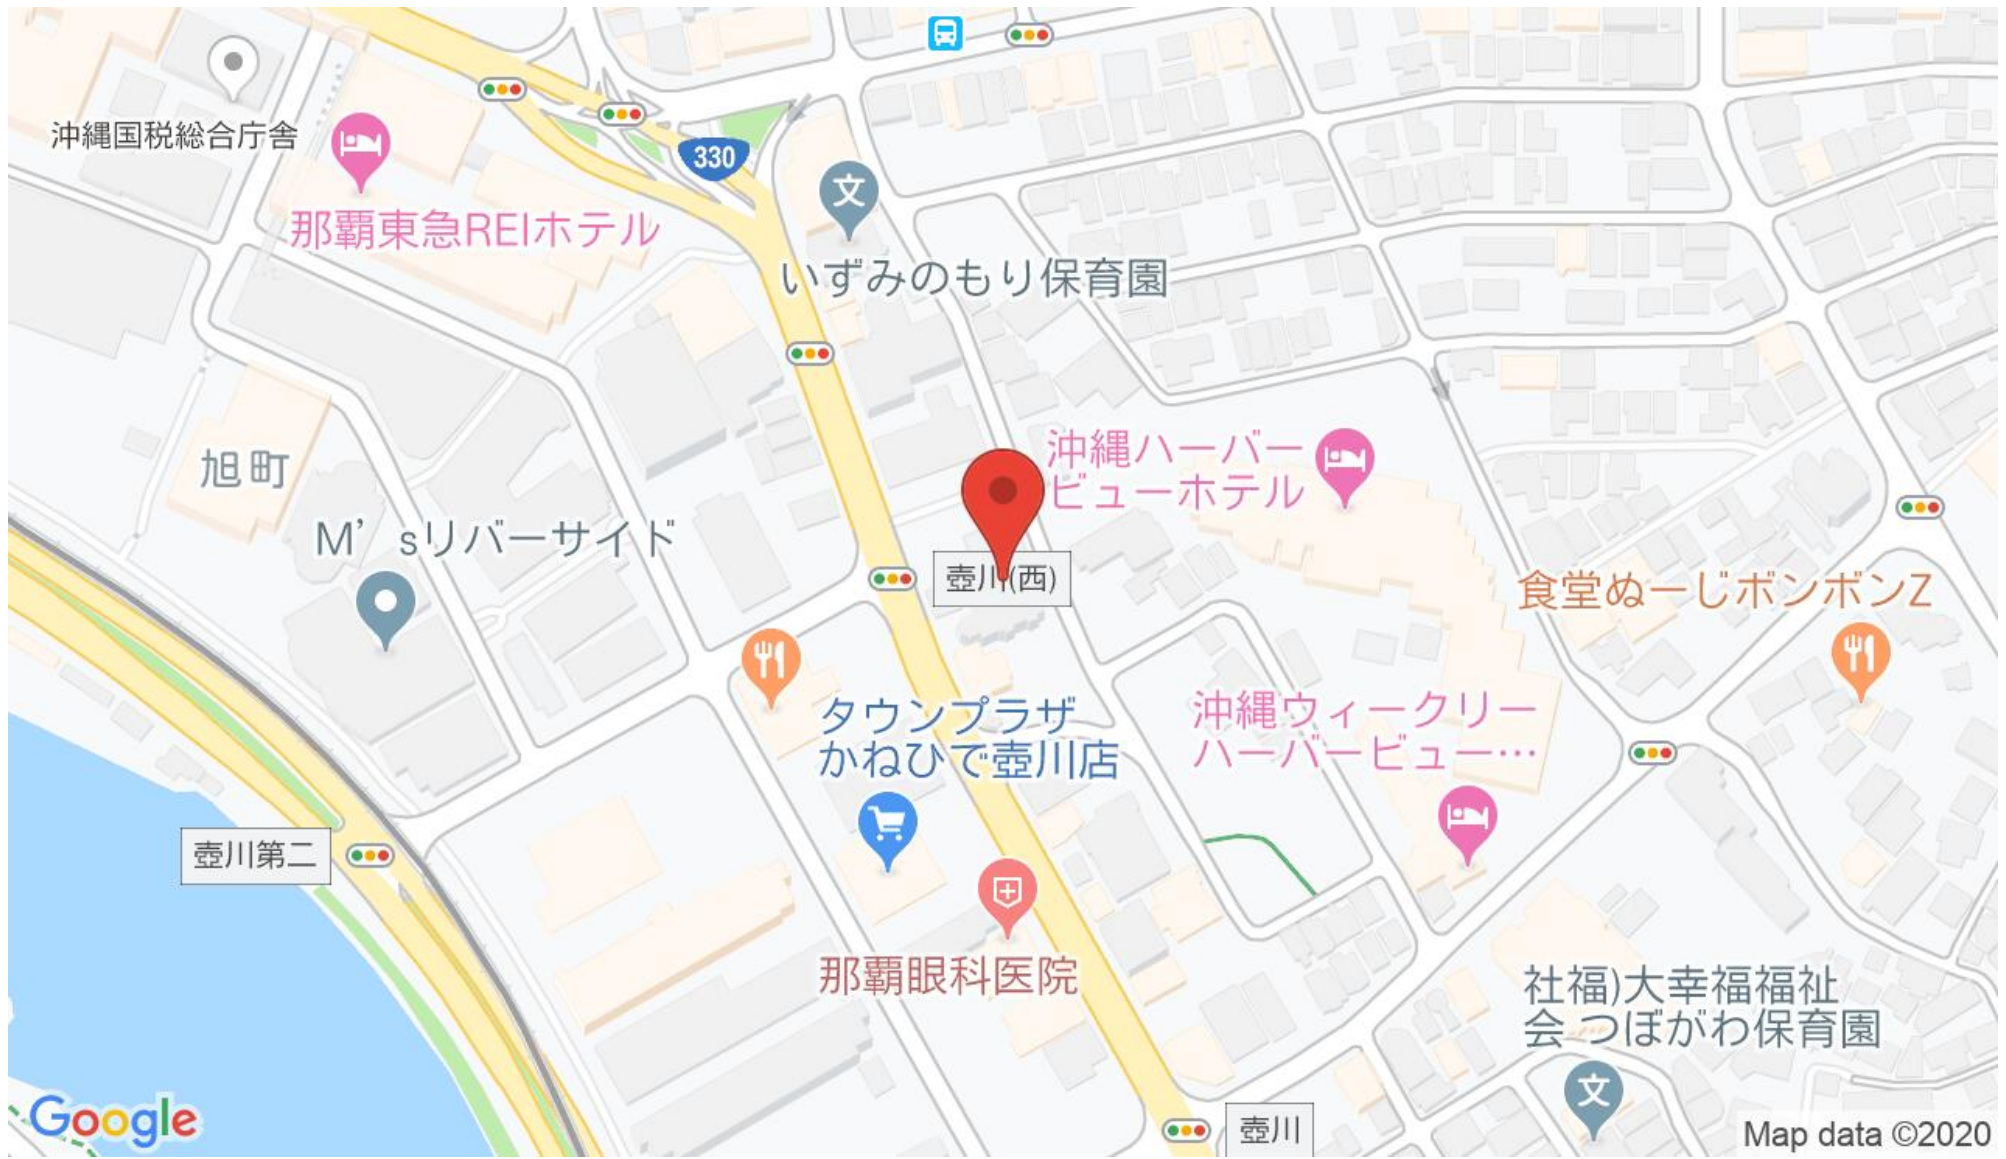 沖縄国税総合庁舎
330
那覇東急REIホテル
文
いずみのもり保育園
旭町
M’sリバーサイド
沖縄ハーバー
ビューホテル
壺川(西)
食堂ぬーじボンボンZ
タウンプラザ
かねひで壺川店
沖縄ウィークリー
ハーバービュー…
壺川第二
那覇眼科医院
社福)大幸福福祉
会 つぼがわ保育園
文
壺川
Google
Map data ©2020